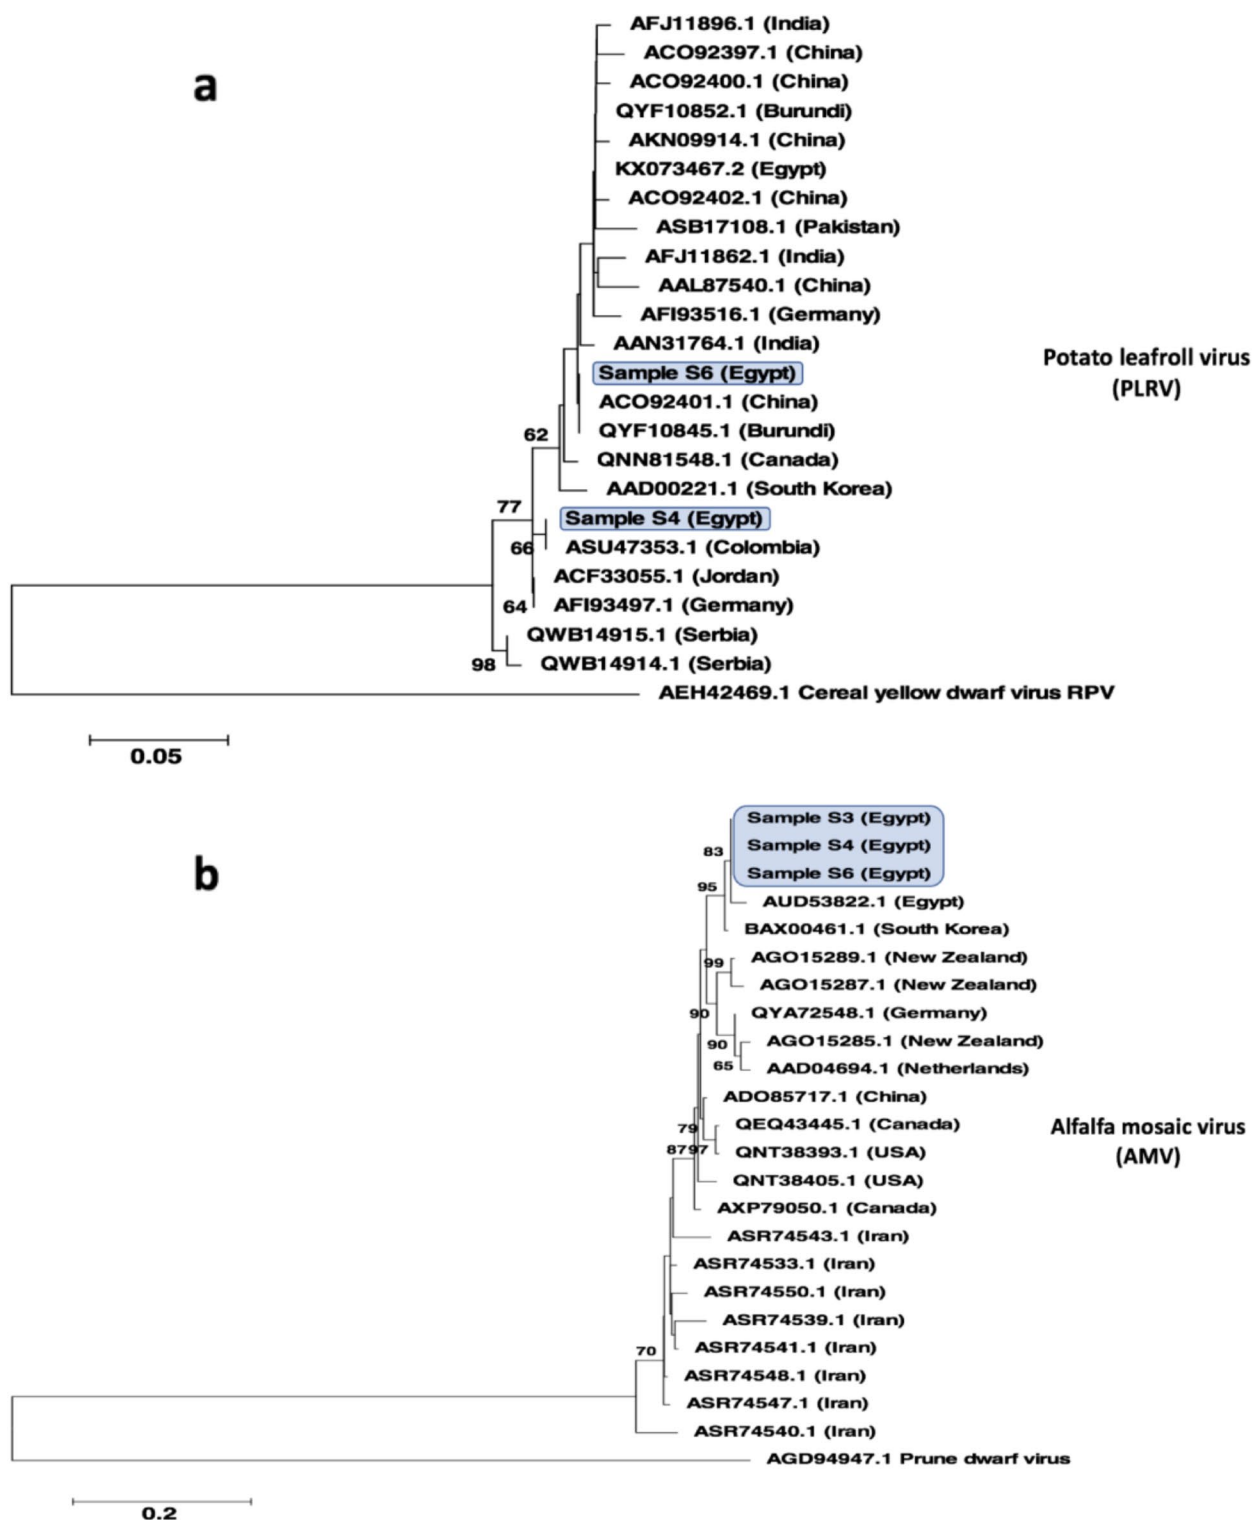 a
AFJ11896.1 (India)
ACO92397.1 (China)
ACO92400.1 (China)
QYF10852.1 (Burundi)
AKN09914.1 (China)
KX073467.2 (Egypt)
ACO92402.1 (China)
ASB17108.1 (Pakistan)
AFJ11862.1 (India)
AAL87540.1 (China)
AFI93516.1 (Germany)
AAN31764.1 (India)
Sample S6 (Egypt)
ACO92401.1 (China)
QYF10845.1 (Burundi)
62
QNN81548.1 (Canada)
AAD00221.1 (South Korea)
77
Sample S4 (Egypt)
66
ASU47353.1 (Colombia)
ACF33055.1 (Jordan)
64
AFI93497.1 (Germany)
QWB14915.1 (Serbia)
98
QWB14914.1 (Serbia)
AEH42469.1 Cereal yellow dwarf virus RPV
Potato leafroll virus
(PLRV)
0.05
b
Sample S3 (Egypt)
83
Sample S4 (Egypt)
Sample S6 (Egypt)
95
AUD53822.1 (Egypt)
BAX00461.1 (South Korea)
99
AGO15289.1 (New Zealand)
AGO15287.1 (New Zealand)
90
QYA72548.1 (Germany)
90
AGO15285.1 (New Zealand)
65
AAD04694.1 (Netherlands)
ADO85717.1 (China)
79
QEQ43445.1 (Canada)
8797
QNT38393.1 (USA)
QNT38405.1 (USA)
AXP79050.1 (Canada)
ASR74543.1 (Iran)
ASR74533.1 (Iran)
ASR74550.1 (Iran)
ASR74539.1 (Iran)
70
ASR74541.1 (Iran)
ASR74548.1 (Iran)
ASR74547.1 (Iran)
ASR74540.1 (Iran)
AGD94947.1 Prune dwarf virus
Alfalfa mosaic virus
(AMV)
0.2